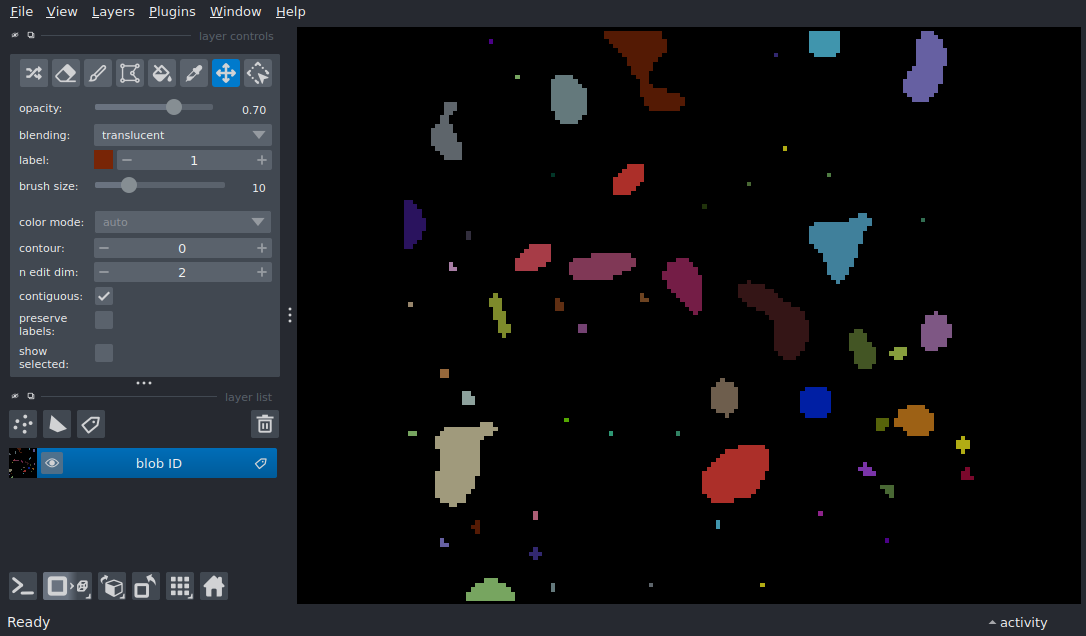 File View Layers Plugins Window Help
layer controls
opacity: 0.70
blending: translucent
label: 1
brush size: 10
color mode: auto
contour: 0
n edit dim: 2
contiguous:
preserve
labels:
show
selected:
layer list
blob ID
Ready
activity